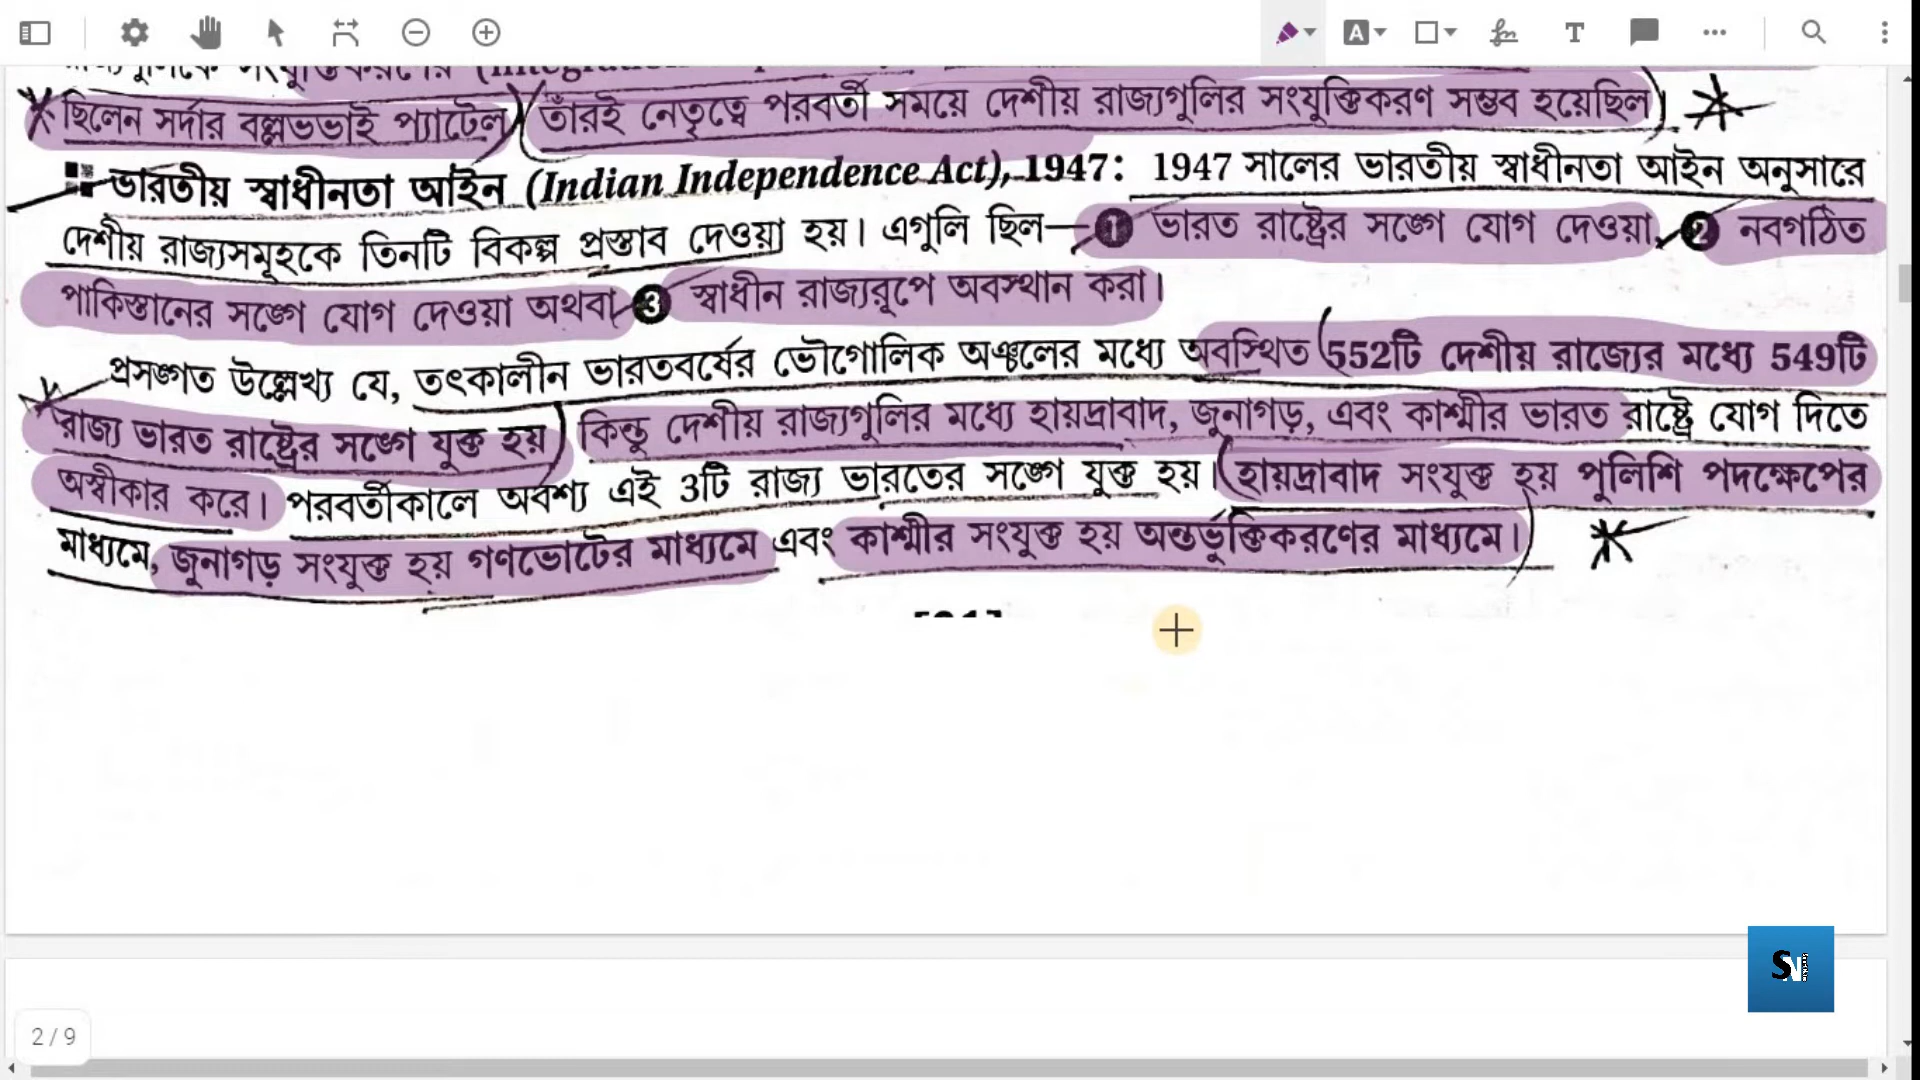 ছিলেন সর্দার বল্লভভাই প্যাটেল তাঁরই নেতৃত্বে পরবর্তী সময়ে দেশীয় রাজ্যগুলির সংযুক্তিকরণ সম্ভব হয়েছিল।
ভারতীয় স্বাধীনতা আইন (Indian Independence Act), 1947: 1947 সালের ভারতীয় স্বাধীনতা আইন অনুসারে
দেশীয় রাজ্যসমূহকে তিনটি বিকল্প প্রস্তাব দেওয়া হয়। এগুলি ছিল— ❶ ভারত রাষ্ট্রের সঙ্গে যোগ দেওয়া, ❷ নবগঠিত
পাকিস্তানের সঙ্গে যোগ দেওয়া অথবা ❸ স্বাধীন রাজ্যরূপে অবস্থান করা।
প্রসঙ্গত উল্লেখ্য যে, তৎকালীন ভারতবর্ষের ভৌগোলিক অঞ্চলের মধ্যে অবস্থিত 552টি দেশীয় রাজ্যের মধ্যে 549টি
রাজ্য ভারত রাষ্ট্রের সঙ্গে যুক্ত হয় কিন্তু দেশীয় রাজ্যগুলির মধ্যে হায়দ্রাবাদ, জুনাগড়, এবং কাশ্মীর ভারত রাষ্ট্রে যোগ দিতে
অস্বীকার করে। পরবর্তীকালে অবশ্য এই 3টি রাজ্য ভারতের সঙ্গে যুক্ত হয়। হায়দ্রাবাদ সংযুক্ত হয় পুলিশি পদক্ষেপের
মাধ্যমে, জুনাগড় সংযুক্ত হয় গণভোটের মাধ্যমে এবং কাশ্মীর সংযুক্ত হয় অন্তর্ভুক্তিকরণের মাধ্যমে।
SN
2 / 9